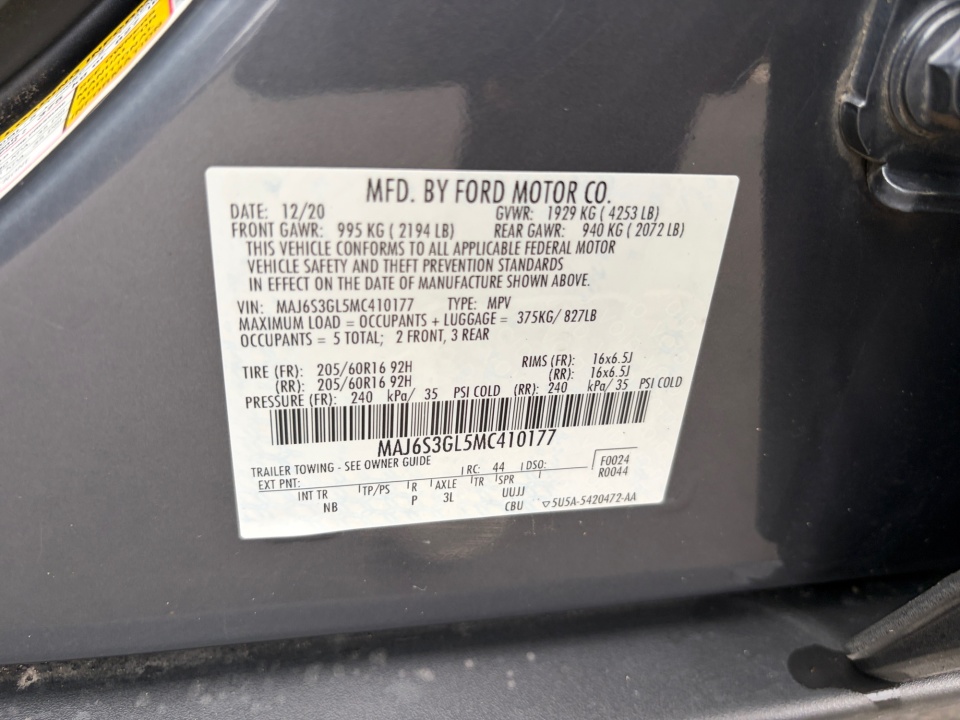 MFD. BY FORD MOTOR CO.
DATE: 12/20 GVWR: 1929 KG ( 4253 LB)
FRONT GAWR: 995 KG ( 2194 LB) REAR GAWR: 940 KG ( 2072 LB)
THIS VEHICLE CONFORMS TO ALL APPLICABLE FEDERAL MOTOR
VEHICLE SAFETY AND THEFT PREVENTION STANDARDS
IN EFFECT ON THE DATE OF MANUFACTURE SHOWN ABOVE.
VIN: MAJ6S3GL5MC410177 TYPE: MPV
MAXIMUM LOAD = OCCUPANTS + LUGGAGE = 375KG/ 827LB
OCCUPANTS = 5 TOTAL; 2 FRONT, 3 REAR
TIRE (FR): 205/60R16 92H RIMS (FR): 16x6.5J
(RR): 205/60R16 92H (RR): 16x6.5J
PRESSURE (FR): 240 kPa/ 35 PSI COLD (RR): 240 kPa/ 35 PSI COLD
MAJ6S3GL5MC410177
TRAILER TOWING - SEE OWNER GUIDE
EXT PNT: RC: 44 DSO: F0024
R0044
INT TR TP/PS R AXLE TR SPR
NB P 3L UUJJ
CBU 5U5A-5420472-AA